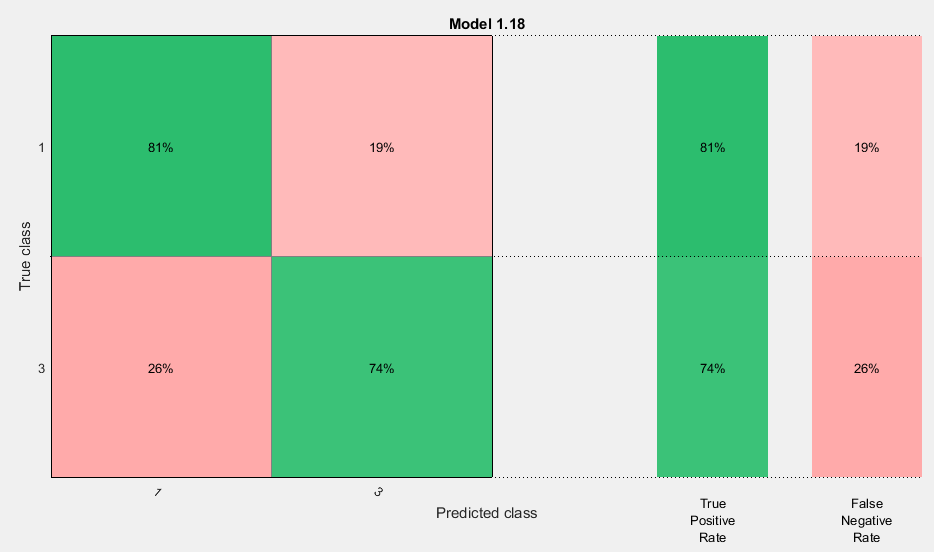 Model 1.18
1
81%
19%
81%
19%
True class
3
26%
74%
74%
26%
1
3
Predicted class
True
Positive
Rate
False
Negative
Rate